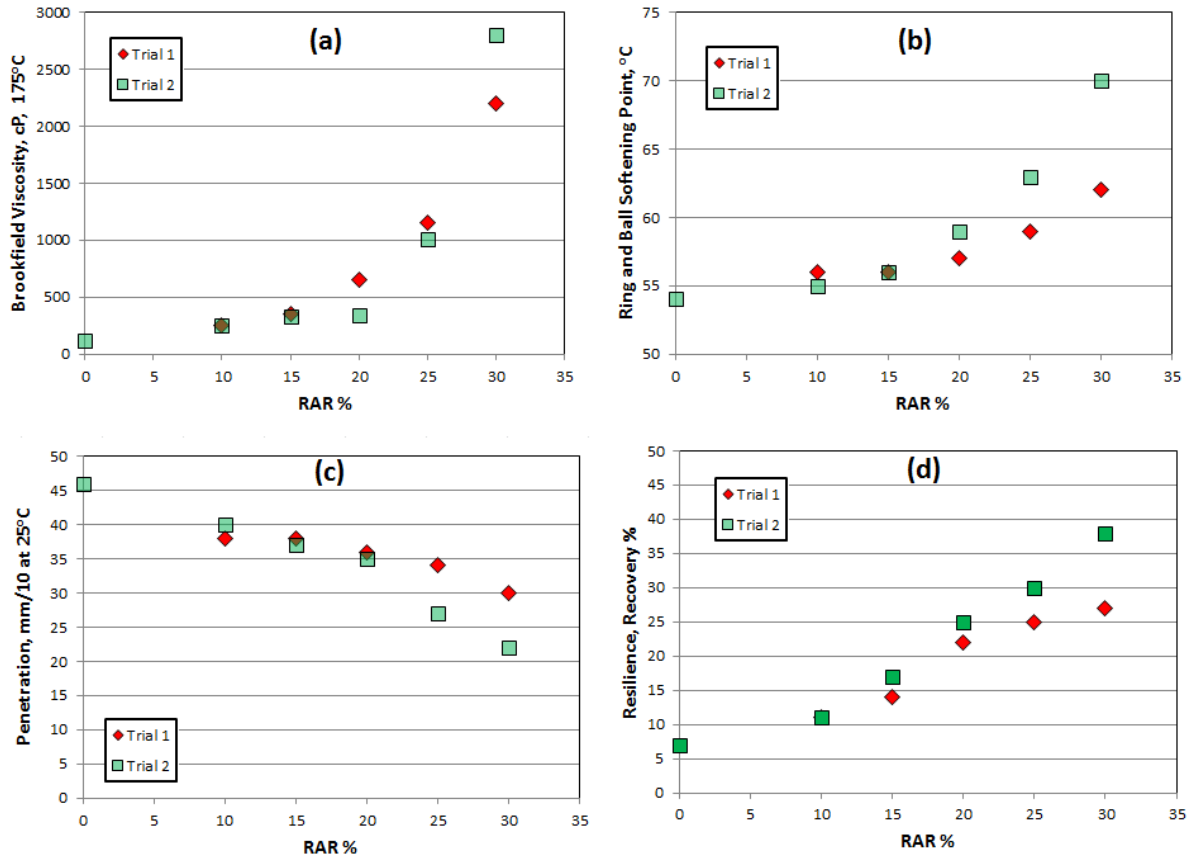 (a)
Brookfield Viscosity, cP, 175°C
3000
2500
2000
1500
1000
500
0
Trial 1
Trial 2
0 5 10 15 20 25 30 35
RAR %
(b)
Ring and Ball Softening Point, °C
75
70
65
60
55
50
Trial 1
Trial 2
0 5 10 15 20 25 30 35
RAR %
(c)
Penetration, mm/10 at 25°C
50
45
40
35
30
25
20
15
10
5
0
Trial 1
Trial 2
0 5 10 15 20 25 30 35
RAR %
(d)
Resilience, Recovery %
50
45
40
35
30
25
20
15
10
5
0
Trial 1
Trial 2
0 5 10 15 20 25 30 35
RAR %